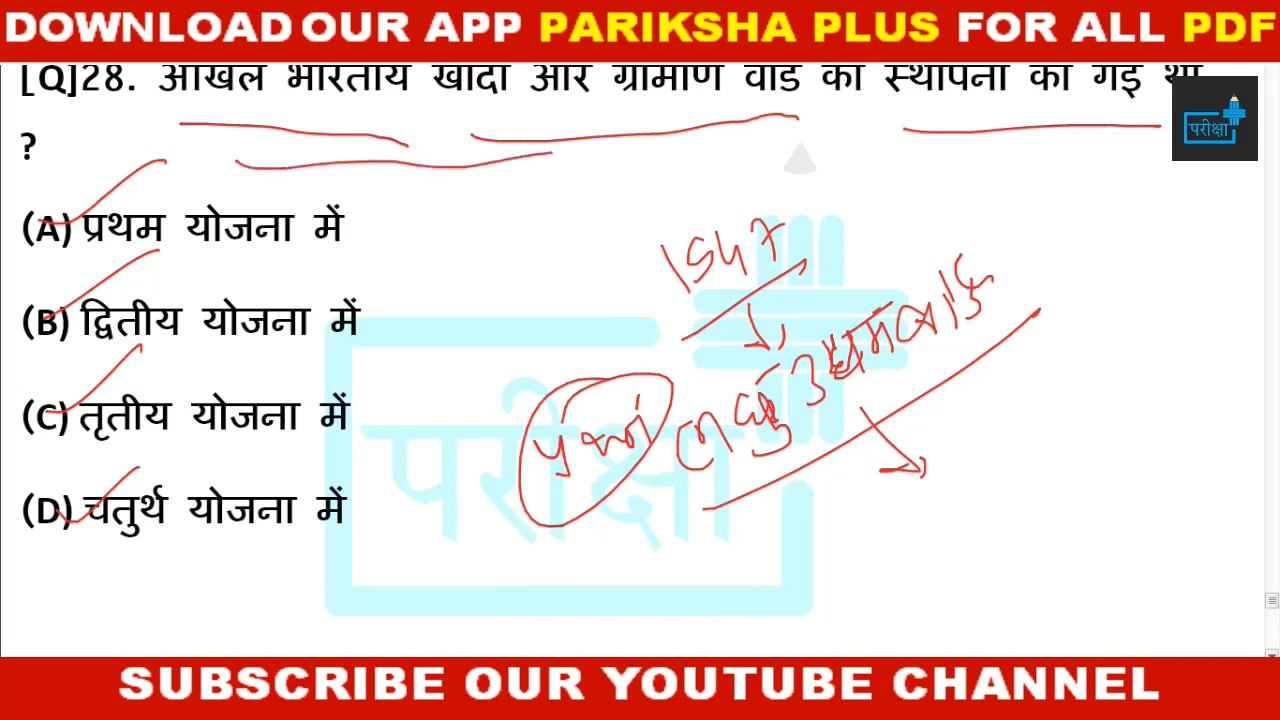 DOWNLOAD OUR APP PARIKSHA PLUS FOR ALL PDF
[Q]28. अखिल भारतीय खादी और ग्रामीण बोर्ड की स्थापना की गई थी
?
परीक्षा
(A) प्रथम योजना में
(B) द्वितीय योजना में
(C) तृतीय योजना में
(D) चतुर्थ योजना में
परीक्षा
SUBSCRIBE OUR YOUTUBE CHANNEL